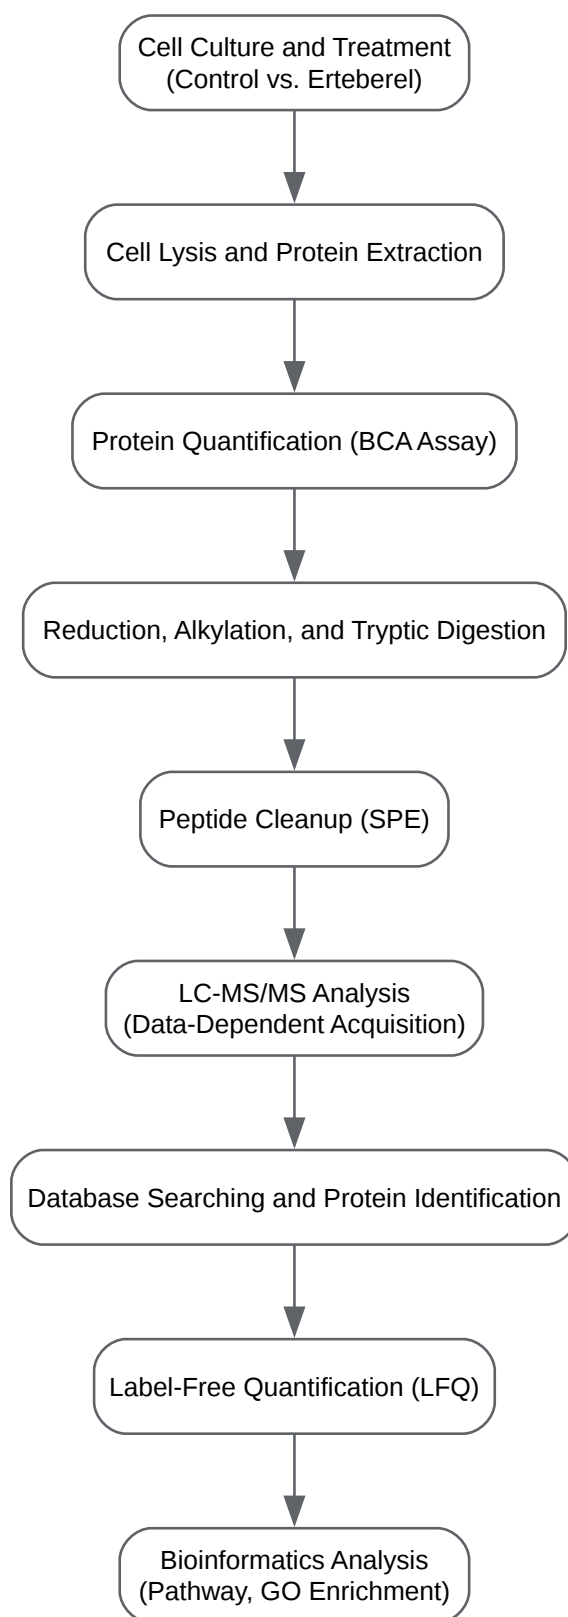 Cell Culture and Treatment
(Control vs. Erteberel)
Cell Lysis and Protein Extraction
Protein Quantification (BCA Assay)
Reduction, Alkylation, and Tryptic Digestion
Peptide Cleanup (SPE)
LC-MS/MS Analysis
(Data-Dependent Acquisition)
Database Searching and Protein Identification
Label-Free Quantification (LFQ)
Bioinformatics Analysis
(Pathway, GO Enrichment)